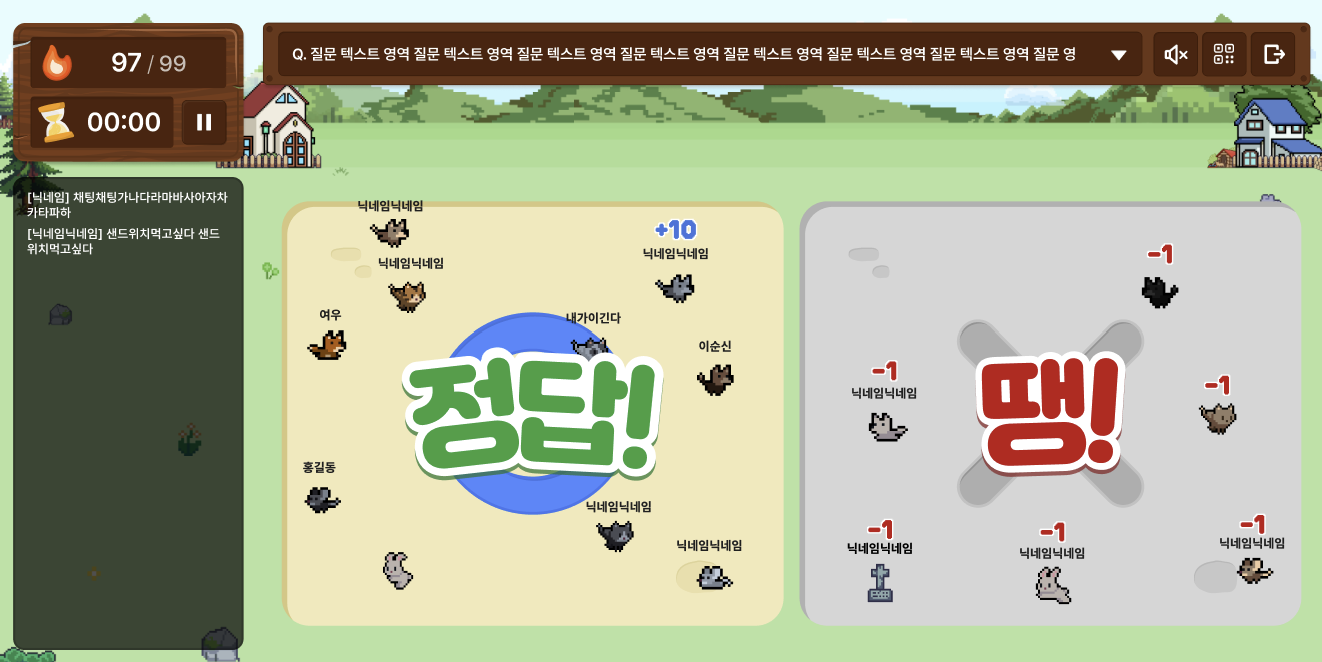 97 / 99
00:00
Q. 질문 텍스트 영역 질문 텍스트 영역 질문 텍스트 영역 질문 텍스트 영역 질문 텍스트 영역 질문 텍스트 영역 질문 텍스트 영역 질문 영
[닉네임] 채팅채팅가나다라마바사아자차
카타파하
[닉네임닉네임] 샌드위치먹고싶다 샌드
위치먹고싶다
닉네임닉네임
+10
닉네임닉네임
닉네임닉네임
여우
내가이긴다
이순신
정답!
홍길동
닉네임닉네임
닉네임닉네임
-1
-1
닉네임닉네임
-1
땡!
-1
닉네임닉네임
-1
닉네임닉네임
-1
닉네임닉네임